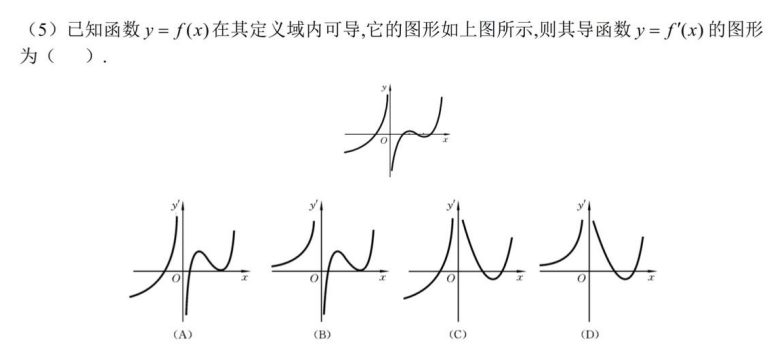 （5）已知函数 y = f(x) 在其定义域内可导,它的图形如上图所示,则其导函数 y = f′(x) 的图形
为（　）.
y
O x
y′ y′ y′ y′
O x O x O x O x
(A) (B) (C) (D)